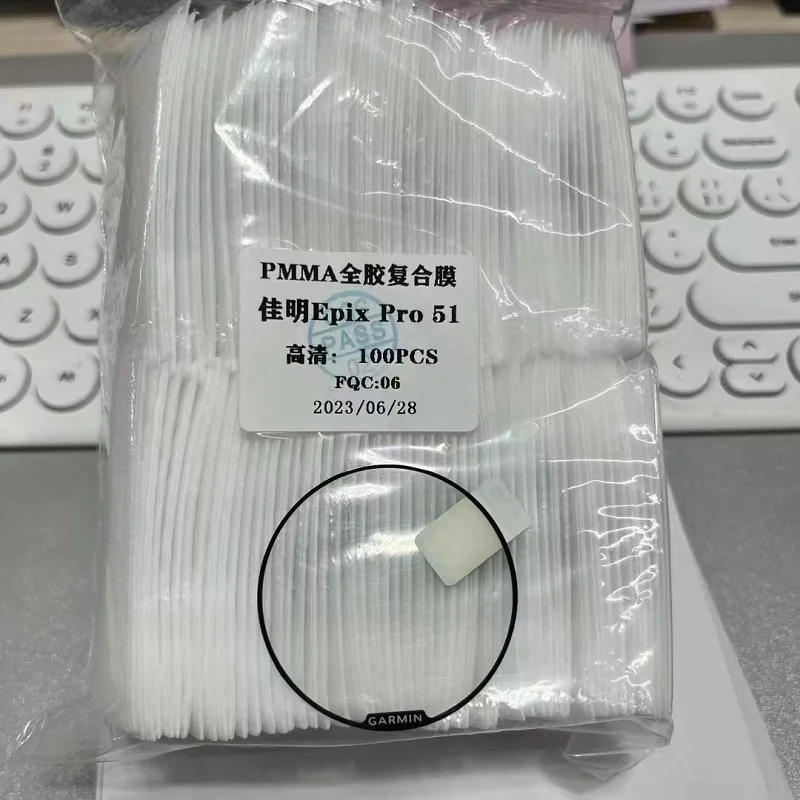 PMMA全胶复合膜
佳明Epix Pro 51
高清: 100PCS
FQC:06
2023/06/28
PASS
GARMIN